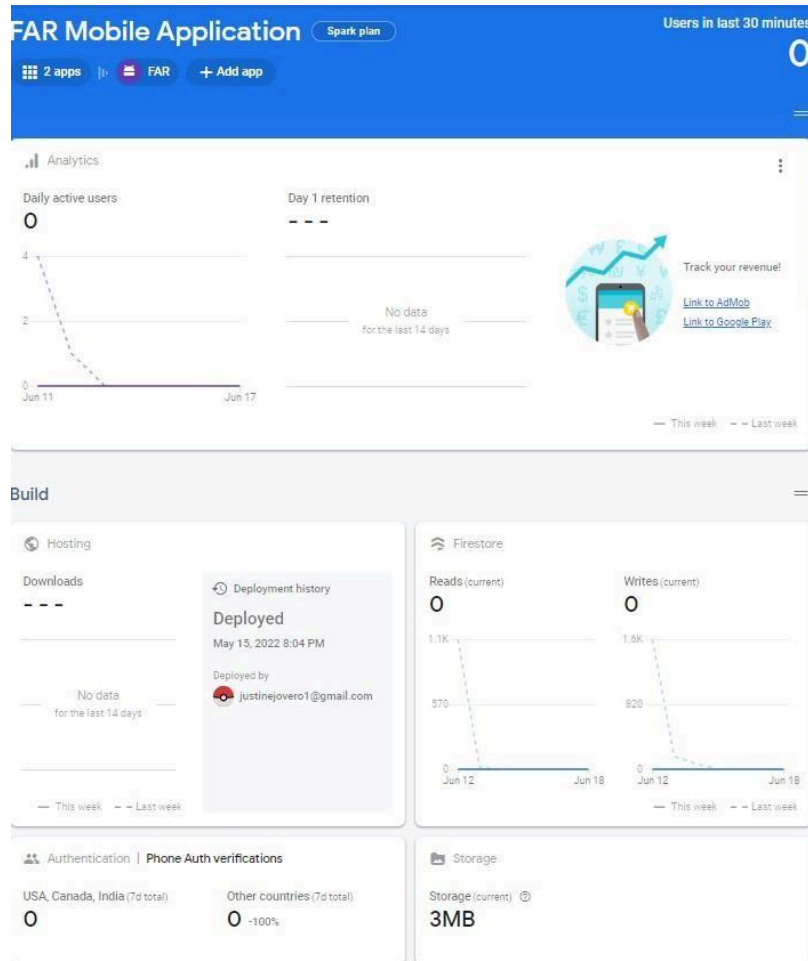 FAR Mobile Application Spark plan
Users in last 30 minutes
0
2 apps FAR + Add app
Analytics
Daily active users
0
4
2
0
Jun 11 Jun 17
Day 1 retention
- - -
No data
for the last 14 days
Track your revenue!
Link to AdMob
Link to Google Play
This week Last week
Build
Hosting
Downloads
- - -
No data
for the last 14 days
This week Last week
Deployment history
Deployed
May 15, 2022 8:04 PM
Deployed by
justinejovero1@gmail.com
Firestore
Reads (current)
0
1.1K
570
0
Jun 12 Jun 18
Writes (current)
0
1.6K
820
0
Jun 12 Jun 18
This week Last week
Authentication | Phone Auth verifications
USA, Canada, India (7d total)
0
Other countries (7d total)
0 -100%
Storage
Storage (current)
3MB